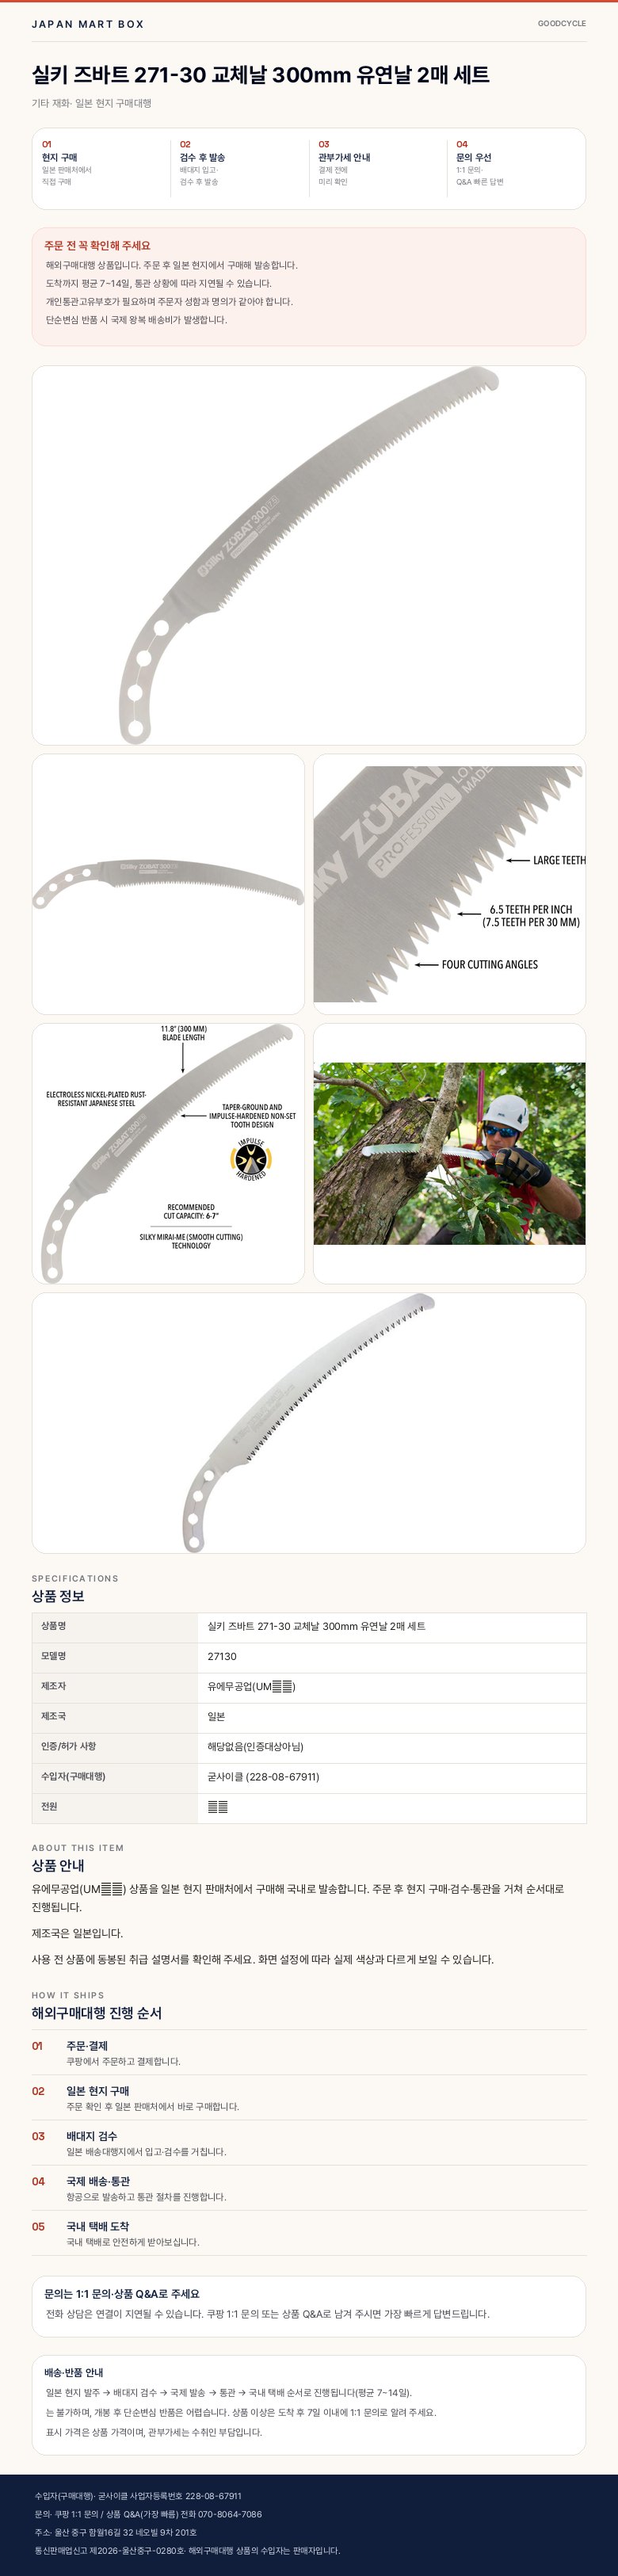 JAPAN MART BOX
GOODCYCLE
실키 즈바트 271-30 교체날 300mm 유연날 2매 세트
기타 재화· 일본 현지 구매대행
01
현지 구매
일본 판매처에서
직접 구매
02
검수 후 발송
배대지 입고·
검수 후 발송
03
관부가세 안내
결제 전에
미리 확인
04
문의 우선
1:1 문의·
Q&A 빠른 답변
주문 전 꼭 확인해 주세요
해외구매대행 상품입니다. 주문 후 일본 현지에서 구매해 발송합니다.
도착까지 평균 7~14일, 통관 상황에 따라 지연될 수 있습니다.
개인통관고유부호가 필요하며 주문자 성함과 명의가 같아야 합니다.
단순변심 반품 시 국제 왕복 배송비가 발생합니다.
Silky ZÜBAT 300
Silky ZÜBAT 300
Silky ZÜBAT
PROFESSIONAL
MADE
LARGE TEETH
6.5 TEETH PER INCH
(7.5 TEETH PER 30 MM)
FOUR CUTTING ANGLES
11.8" (300 MM)
BLADE LENGTH
ELECTROLESS NICKEL-PLATED RUST-
RESISTANT JAPANESE STEEL
TAPER-GROUND AND
IMPULSE-HARDENED NON-SET
TOOTH DESIGN
IMPULSE
HARDENED
RECOMMENDED
CUT CAPACITY: 6-7"
SILKY MIRAI-ME (SMOOTH CUTTING)
TECHNOLOGY
SPECIFICATIONS
상품 정보
상품명
실키 즈바트 271-30 교체날 300mm 유연날 2매 세트
모델명
27130
제조자
유에무공업(UM)
제조국
일본
인증/허가 사항
해당없음(인증대상아님)
수입자(구매대행)
굳사이클 (228-08-67911)
전원
ABOUT THIS ITEM
상품 안내
유에무공업(UM) 상품을 일본 현지 판매처에서 구매해 국내로 발송합니다. 주문 후 현지 구매·검수·통관을 거쳐 순서대로
진행됩니다.
제조국은 일본입니다.
사용 전 상품에 동봉된 취급 설명서를 확인해 주세요. 화면 설정에 따라 실제 색상과 다르게 보일 수 있습니다.
HOW IT SHIPS
해외구매대행 진행 순서
01
주문·결제
쿠팡에서 주문하고 결제합니다.
02
일본 현지 구매
주문 확인 후 일본 판매처에서 바로 구매합니다.
03
배대지 검수
일본 배송대행지에서 입고·검수를 거칩니다.
04
국제 배송·통관
항공으로 발송하고 통관 절차를 진행합니다.
05
국내 택배 도착
국내 택배로 안전하게 받아보십니다.
문의는 1:1 문의·상품 Q&A로 주세요
전화 상담은 연결이 지연될 수 있습니다. 쿠팡 1:1 문의 또는 상품 Q&A로 남겨 주시면 가장 빠르게 답변드립니다.
배송·반품 안내
일본 현지 발주 → 배대지 검수 → 국제 발송 → 통관 → 국내 택배 순서로 진행됩니다(평균 7~14일).
는 불가하며, 개봉 후 단순변심 반품은 어렵습니다. 상품 이상은 도착 후 7일 이내에 1:1 문의로 알려 주세요.
표시 가격은 상품 가격이며, 관부가세는 수취인 부담입니다.
수입자(구매대행)· 굳사이클 사업자등록번호 228-08-67911
문의· 쿠팡 1:1 문의 / 상품 Q&A(가장 빠름) 전화 070-8064-7086
주소· 울산 중구 함월16길 32 네오빌 9차 201호
통신판매업신고 제2026-울산중구-0280호· 해외구매대행 상품의 수입자는 판매자입니다.